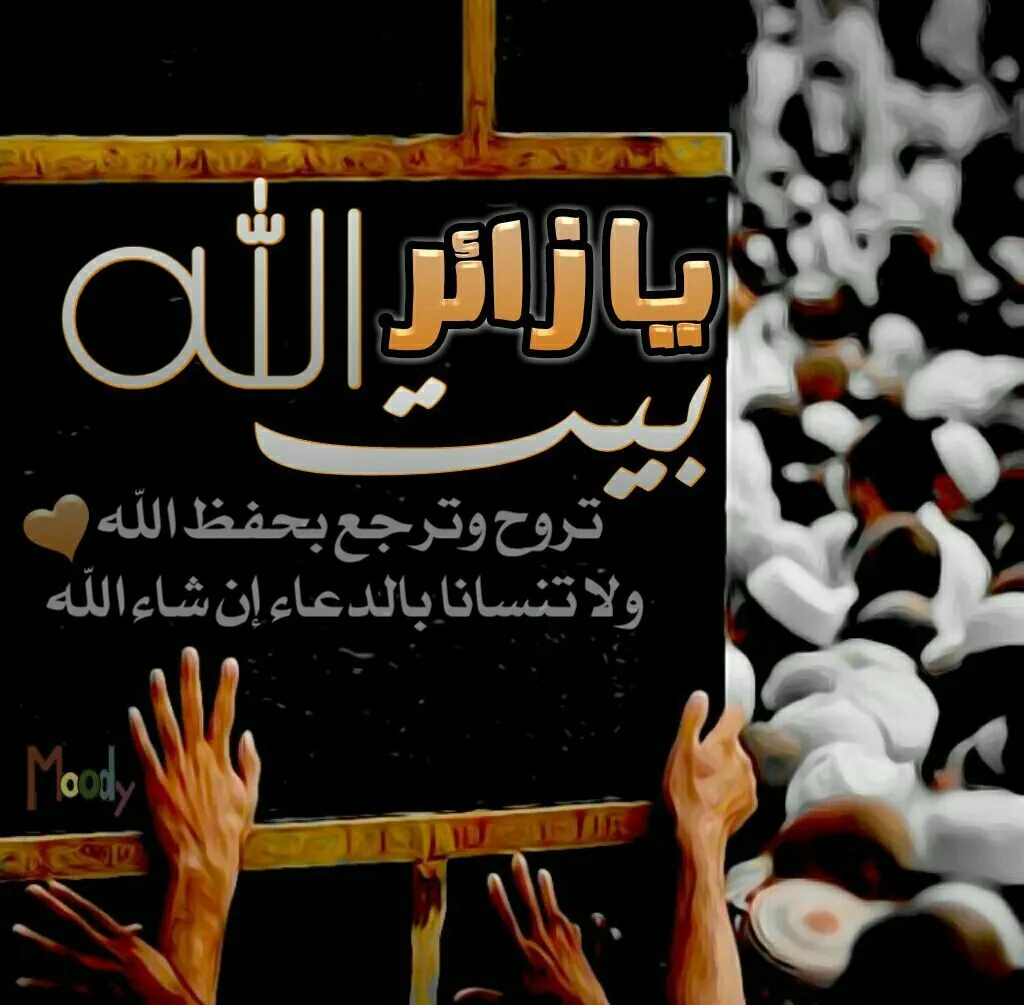 يا زائر
بيت الله
تروح وترجع بحفظ الله
ولا تنسانا بالدعاء إن شاء الله
Moody